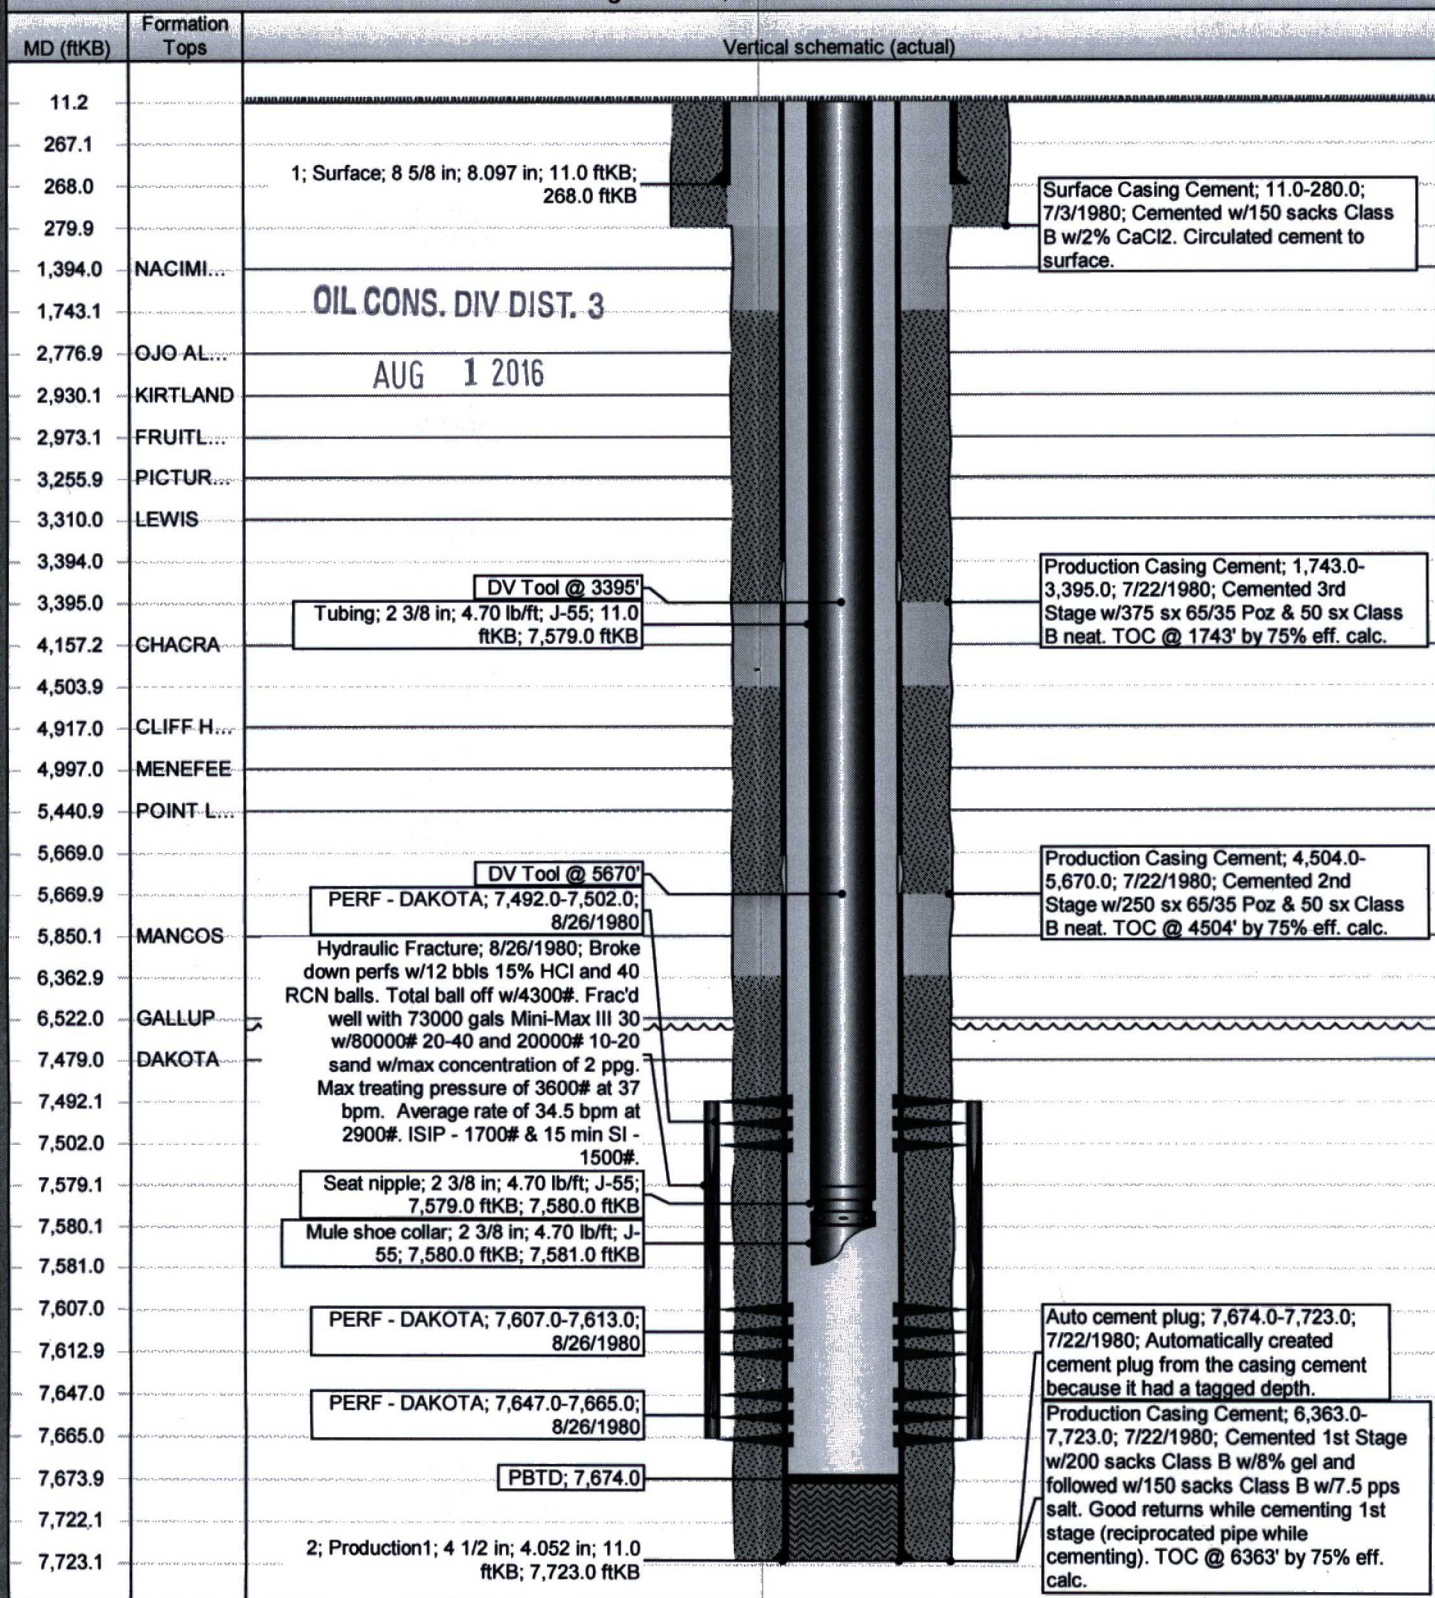 MD (ftKB)
Formation
Tops
Vertical schematic (actual)
11.2
267.1
268.0
279.9
1,394.0 NACIMI...
1,743.1
2,776.9 OJO AL...
2,930.1 KIRTLAND
2,973.1 FRUITL...
3,255.9 PICTUR...
3,310.0 LEWIS
3,394.0
3,395.0
4,157.2 CHACRA
4,503.9
4,917.0 CLIFF H...
4,997.0 MENEFEE
5,440.9 POINT L...
5,669.0
5,669.9
5,850.1 MANCOS
6,362.9
6,522.0 GALLUP
7,479.0 DAKOTA
7,492.1
7,502.0
7,579.1
7,580.1
7,581.0
7,607.0
7,612.9
7,647.0
7,665.0
7,673.9
7,722.1
7,723.1
1; Surface; 8 5/8 in; 8.097 in; 11.0 ftKB;
268.0 ftKB
OIL CONS. DIV DIST. 3
AUG 1 2016
DV Tool @ 3395'
Tubing; 2 3/8 in; 4.70 lb/ft; J-55; 11.0
ftKB; 7,579.0 ftKB
DV Tool @ 5670'
PERF - DAKOTA; 7,492.0-7,502.0;
8/26/1980
Hydraulic Fracture; 8/26/1980; Broke
down perfs w/12 bbls 15% HCl and 40
RCN balls. Total ball off w/4300#. Frac'd
well with 73000 gals Mini-Max III 30
w/80000# 20-40 and 20000# 10-20
sand w/max concentration of 2 ppg.
Max treating pressure of 3600# at 37
bpm. Average rate of 34.5 bpm at
2900#. ISIP - 1700# & 15 min SI -
1500#.
Seat nipple; 2 3/8 in; 4.70 lb/ft; J-55;
7,579.0 ftKB; 7,580.0 ftKB
Mule shoe collar; 2 3/8 in; 4.70 lb/ft; J-
55; 7,580.0 ftKB; 7,581.0 ftKB
PERF - DAKOTA; 7,607.0-7,613.0;
8/26/1980
PERF - DAKOTA; 7,647.0-7,665.0;
8/26/1980
PBTD; 7,674.0
2; Production1; 4 1/2 in; 4.052 in; 11.0
ftKB; 7,723.0 ftKB
Surface Casing Cement; 11.0-280.0;
7/3/1980; Cemented w/150 sacks Class
B w/2% CaCl2. Circulated cement to
surface.
Production Casing Cement; 1,743.0-
3,395.0; 7/22/1980; Cemented 3rd
Stage w/375 sx 65/35 Poz & 50 sx Class
B neat. TOC @ 1743' by 75% eff. calc.
Production Casing Cement; 4,504.0-
5,670.0; 7/22/1980; Cemented 2nd
Stage w/250 sx 65/35 Poz & 50 sx Class
B neat. TOC @ 4504' by 75% eff. calc.
Auto cement plug; 7,674.0-7,723.0;
7/22/1980; Automatically created
cement plug from the casing cement
because it had a tagged depth.
Production Casing Cement; 6,363.0-
7,723.0; 7/22/1980; Cemented 1st Stage
w/200 sacks Class B w/8% gel and
followed w/150 sacks Class B w/7.5 pps
salt. Good returns while cementing 1st
stage (reciprocated pipe while
cementing). TOC @ 6363' by 75% eff.
calc.